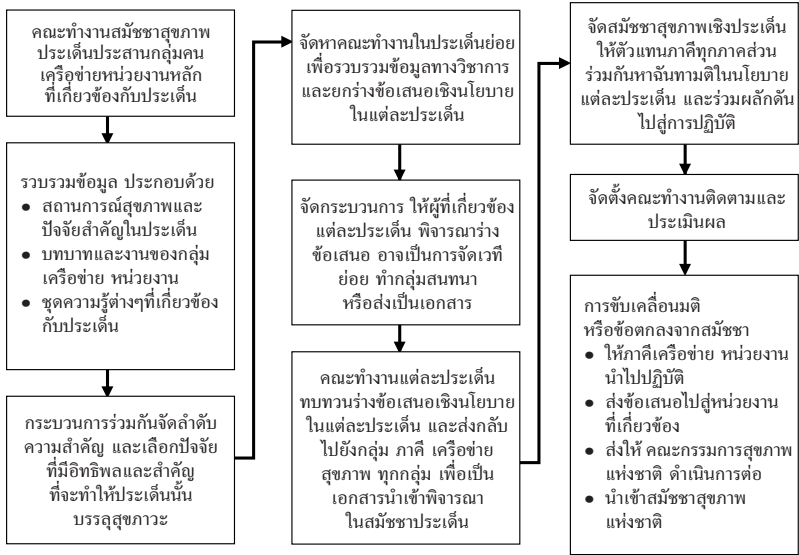 คณะทำงานสมัชชาสุขภาพ
ประเด็นประสานกลุ่มคน
เครือข่ายหน่วยงานหลัก
ที่เกี่ยวข้องกับประเด็น
รวบรวมข้อมูล ประกอบด้วย
● สถานการณ์สุขภาพและ
ปัจจัยสำคัญในประเด็น
● บทบาทและงานของกลุ่ม
เครือข่าย หน่วยงาน
● ชุดความรู้ต่างๆที่เกี่ยวข้อง
กับประเด็น
กระบวนการร่วมกันจัดลำดับ
ความสำคัญ และเลือกปัจจัย
ที่มีอิทธิพลและสำคัญ
ที่จะทำให้ประเด็นนั้น
บรรลุสุขภาวะ
จัดหาคณะทำงานในประเด็นย่อย
เพื่อรวบรวมข้อมูลทางวิชาการ
และยกร่างข้อเสนอเชิงนโยบาย
ในแต่ละประเด็น
จัดกระบวนการ ให้ผู้ที่เกี่ยวข้อง
แต่ละประเด็น พิจารณาร่าง
ข้อเสนอ อาจเป็นการจัดเวที
ย่อย ทำกลุ่มสนทนา
หรือส่งเป็นเอกสาร
คณะทำงานแต่ละประเด็น
ทบทวนร่างข้อเสนอเชิงนโยบาย
ในแต่ละประเด็น และส่งกลับ
ไปยังกลุ่ม ภาคี เครือข่าย
สุขภาพ ทุกกลุ่ม เพื่อเป็น
เอกสารนำเข้าพิจารณา
ในสมัชชาประเด็น
จัดสมัชชาสุขภาพเชิงประเด็น
ให้ตัวแทนภาคีทุกภาคส่วน
ร่วมกันหาฉันทามติในนโยบาย
แต่ละประเด็น และร่วมผลักดัน
ไปสู่การปฏิบัติ
จัดตั้งคณะทำงานติดตามและ
ประเมินผล
การขับเคลื่อนมติ
หรือข้อตกลงจากสมัชชา
● ให้ภาคีเครือข่าย หน่วยงาน
นำไปปฏิบัติ
● ส่งข้อเสนอไปสู่หน่วยงาน
ที่เกี่ยวข้อง
● ส่งให้ คณะกรรมการสุขภาพ
แห่งชาติ ดำเนินการต่อ
● นำเข้าสมัชชาสุขภาพ
แห่งชาติ